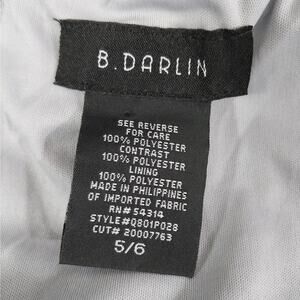 B.DARLIN
SEE REVERSE
FOR CARE
100% POLYESTER
CONTRAST
100% POLYESTER
LINING
100% POLYESTER
MADE IN PHILIPPINES
OF IMPORTED FABRIC
RN# 54314
STYLE#Q801P028
CUT# 20007763
5/6